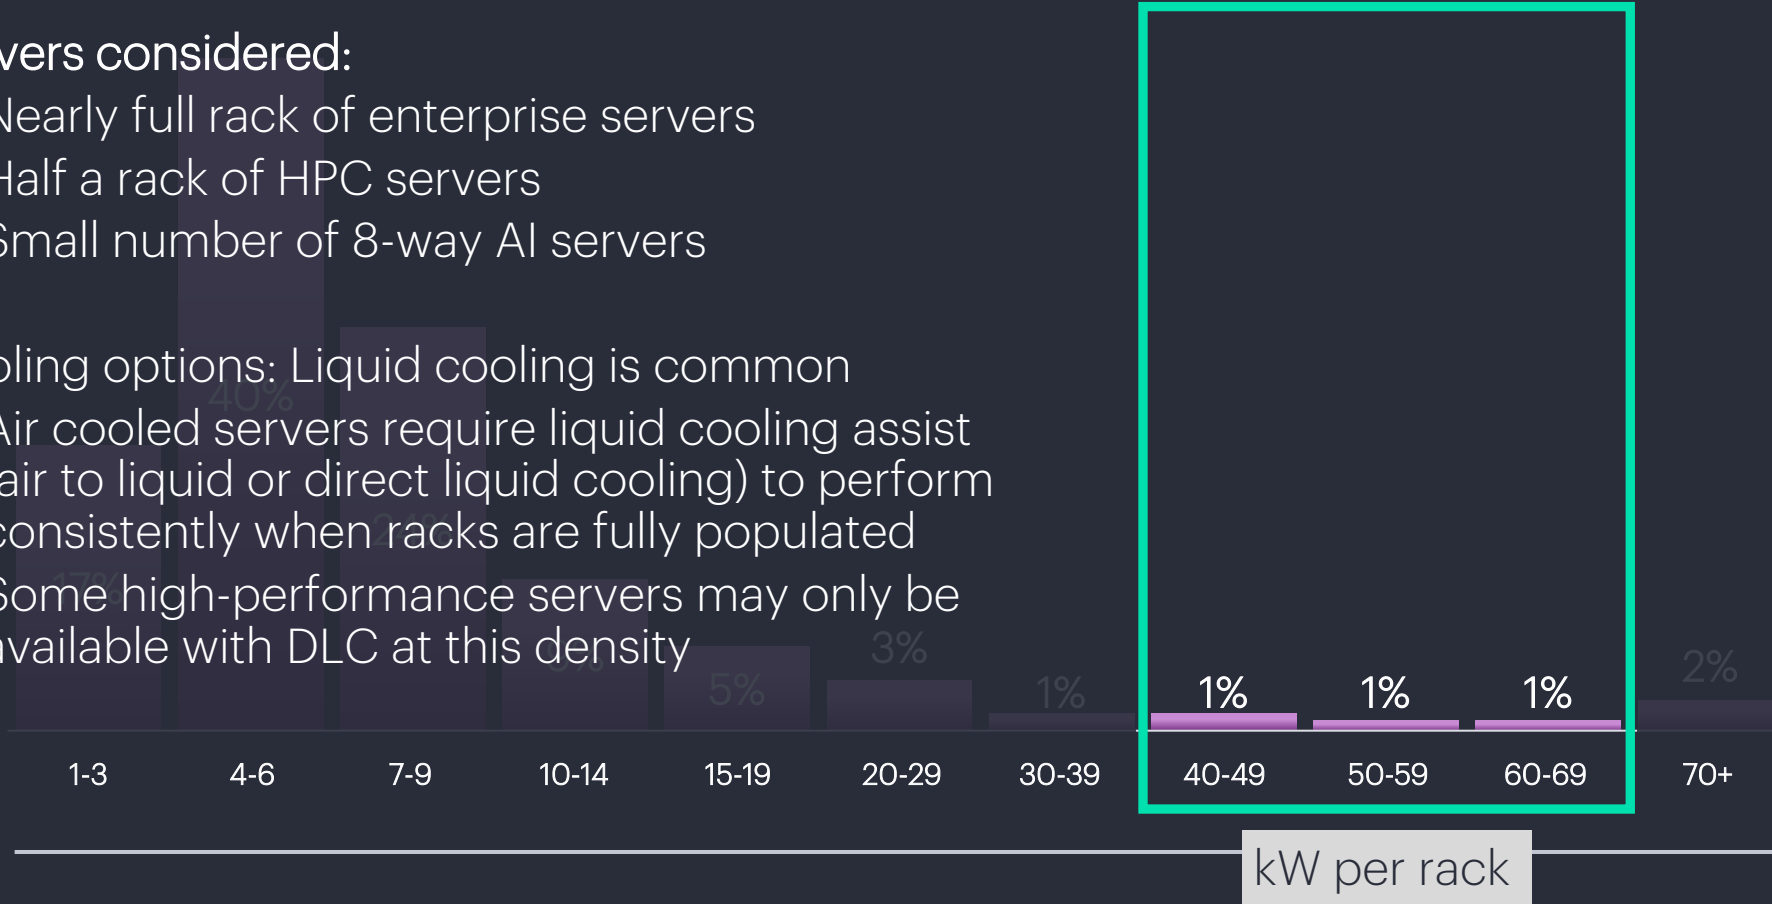 vers considered:
Nearly full rack of enterprise servers
Half a rack of HPC servers
Small number of 8-way AI servers
oling options: Liquid cooling is common
40%
Air cooled servers require liquid cooling assist
air to liquid or direct liquid cooling) to perform
consistently when racks are fully populated
24%
17%
Some high-performance servers may only be
available with DLC at this density
5%
3%
1%
1%
1%
1%
2%
1-3
4-6
7-9
10-14
15-19
20-29
30-39
40-49
50-59
60-69
70+
kW per rack